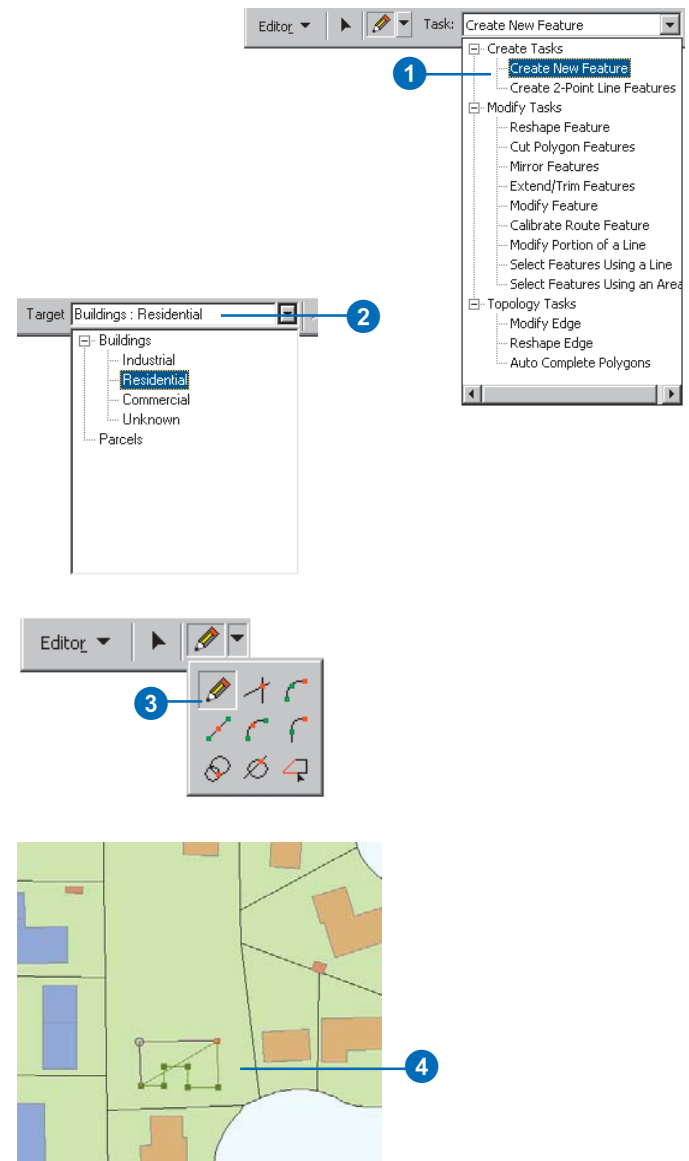 Editor Task: Create New Feature
Create Tasks
1
Create New Feature
Create 2-Point Line Features
Modify Tasks
Reshape Feature
Cut Polygon Features
Mirror Features
Extend/Trim Features
Modify Feature
Calibrate Route Feature
Modify Portion of a Line
Select Features Using a Line
Select Features Using an Area
Topology Tasks
Modify Edge
Reshape Edge
Auto Complete Polygons
Target Buildings : Residential
2
Buildings
Industrial
Residential
Commercial
Unknown
Parcels
Editor
3
4